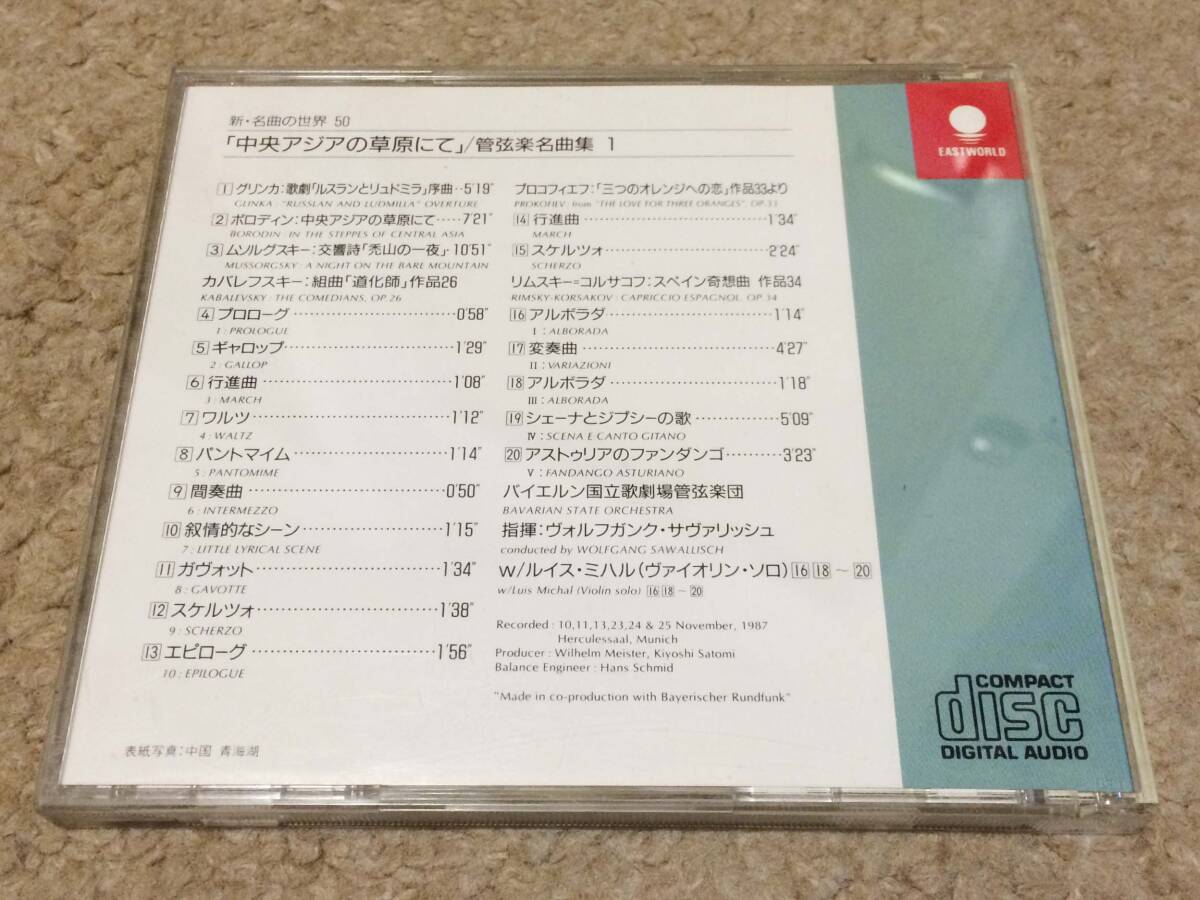 新・名曲の世界 50
「中央アジアの草原にて」/管弦楽名曲集 1
1 グリンカ:歌劇「ルスランとリュドミラ」序曲‥5'19"
GLINKA : "RUSSLAN AND LUDMILLA" OVERTURE
2 ボロディン:中央アジアの草原にて‥‥‥7'21"
BORODIN : IN THE STEPPES OF CENTRAL ASIA
3 ムソルグスキー:交響詩「禿山の一夜」‥10'51"
MUSSORGSKY : A NIGHT ON THE BARE MOUNTAIN
カバレフスキー:組曲「道化師」作品26
KABALEVSKY : THE COMEDIANS, OP.26
4 プロローグ‥‥‥‥‥‥‥‥0'58"
1 : PROLOGUE
5 ギャロップ‥‥‥‥‥‥‥‥1'29"
2 : GALLOP
6 行進曲‥‥‥‥‥‥‥‥1'08"
3 : MARCH
7 ワルツ‥‥‥‥‥‥‥‥1'12"
4 : WALTZ
8 パントマイム‥‥‥‥‥‥‥‥1'14"
5 : PANTOMIME
9 間奏曲‥‥‥‥‥‥‥‥0'50"
6 : INTERMEZZO
10 叙情的なシーン‥‥‥‥‥‥‥‥1'15"
7 : LITTLE LYRICAL SCENE
11 ガヴォット‥‥‥‥‥‥‥‥1'34"
8 : GAVOTTE
12 スケルツォ‥‥‥‥‥‥‥‥1'38"
9 : SCHERZO
13 エピローグ‥‥‥‥‥‥‥‥1'56"
10 : EPILOGUE
プロコフィエフ:「三つのオレンジへの恋」作品33より
PROKOFIEV : from "THE LOVE FOR THREE ORANGES", OP.33
14 行進曲‥‥‥‥‥‥‥‥1'34"
MARCH
15 スケルツォ‥‥‥‥‥‥‥‥2'24"
SCHERZO
リムスキー=コルサコフ:スペイン奇想曲 作品34
RIMSKY-KORSAKOV : CAPRICCIO ESPAGNOL, OP.34
16 アルボラダ‥‥‥‥‥‥‥‥1'14"
I : ALBORADA
17 変奏曲‥‥‥‥‥‥‥‥4'27"
II : VARIAZIONI
18 アルボラダ‥‥‥‥‥‥‥‥1'18"
III : ALBORADA
19 シェーナとジプシーの歌‥‥‥‥‥5'09"
IV : SCENA E CANTO GITANO
20 アストゥリアのファンダンゴ‥‥‥‥3'23"
V : FANDANGO ASTURIANO
バイエルン国立歌劇場管弦楽団
BAVARIAN STATE ORCHESTRA
指揮:ヴォルフガンク・サヴァリッシュ
conducted by WOLFGANG SAWALLISCH
w/ルイス・ミハル(ヴァイオリン・ソロ) 16 18 ~ 20
w/Luis Michal (Violin solo) 16 18 ~ 20
Recorded : 10,11,13,23,24 & 25 November, 1987
Herculessaal, Munich
Producer : Wilhelm Meister, Kiyoshi Satomi
Balance Engineer : Hans Schmid
"Made in co-production with Bayerischer Rundfunk"
表紙写真:中国 青海湖
EASTWORLD
COMPACT
disc
DIGITAL AUDIO